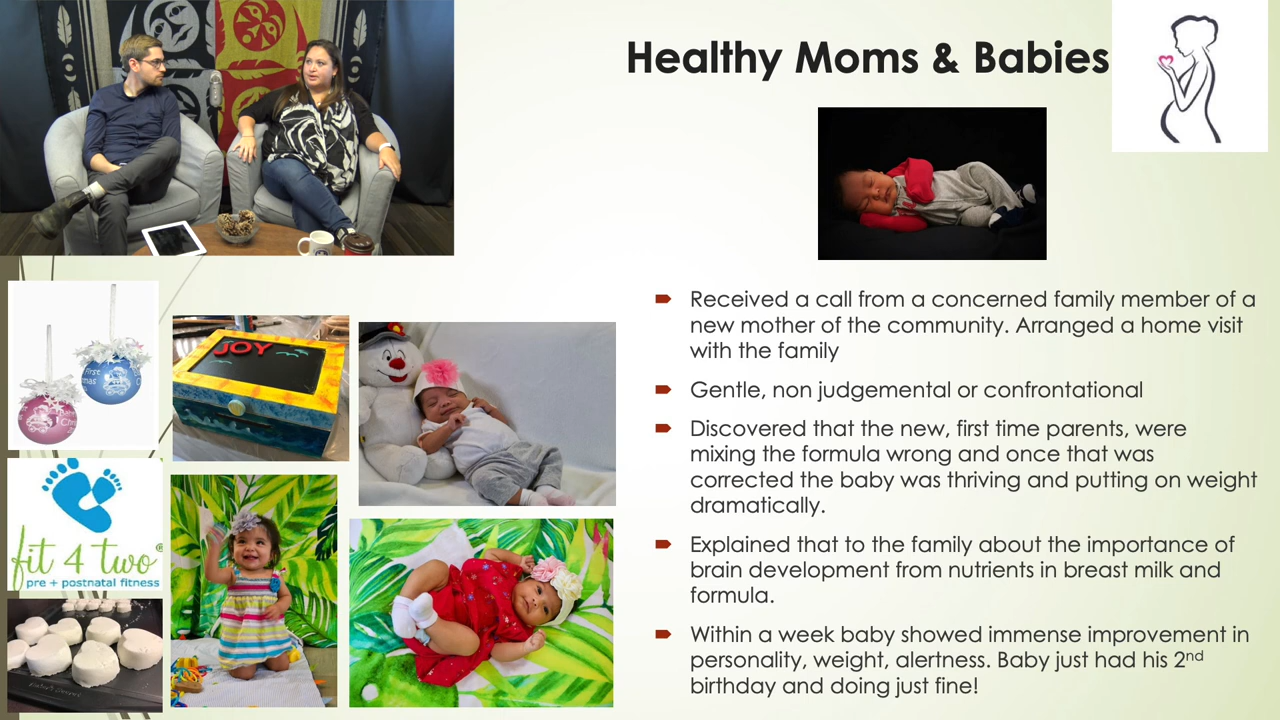 Healthy Moms & Babies
Received a call from a concerned family member of a
new mother of the community. Arranged a home visit
with the family
Gentle, non judgemental or confrontational
Discovered that the new, first time parents, were
mixing the formula wrong and once that was
corrected the baby was thriving and putting on weight
dramatically.
Explained that to the family about the importance of
brain development from nutrients in breast milk and
formula.
Within a week baby showed immense improvement in
personality, weight, alertness. Baby just had his 2nd
birthday and doing just fine!
First
mas
JOY
fit 4 two®
pre + postnatal fitness